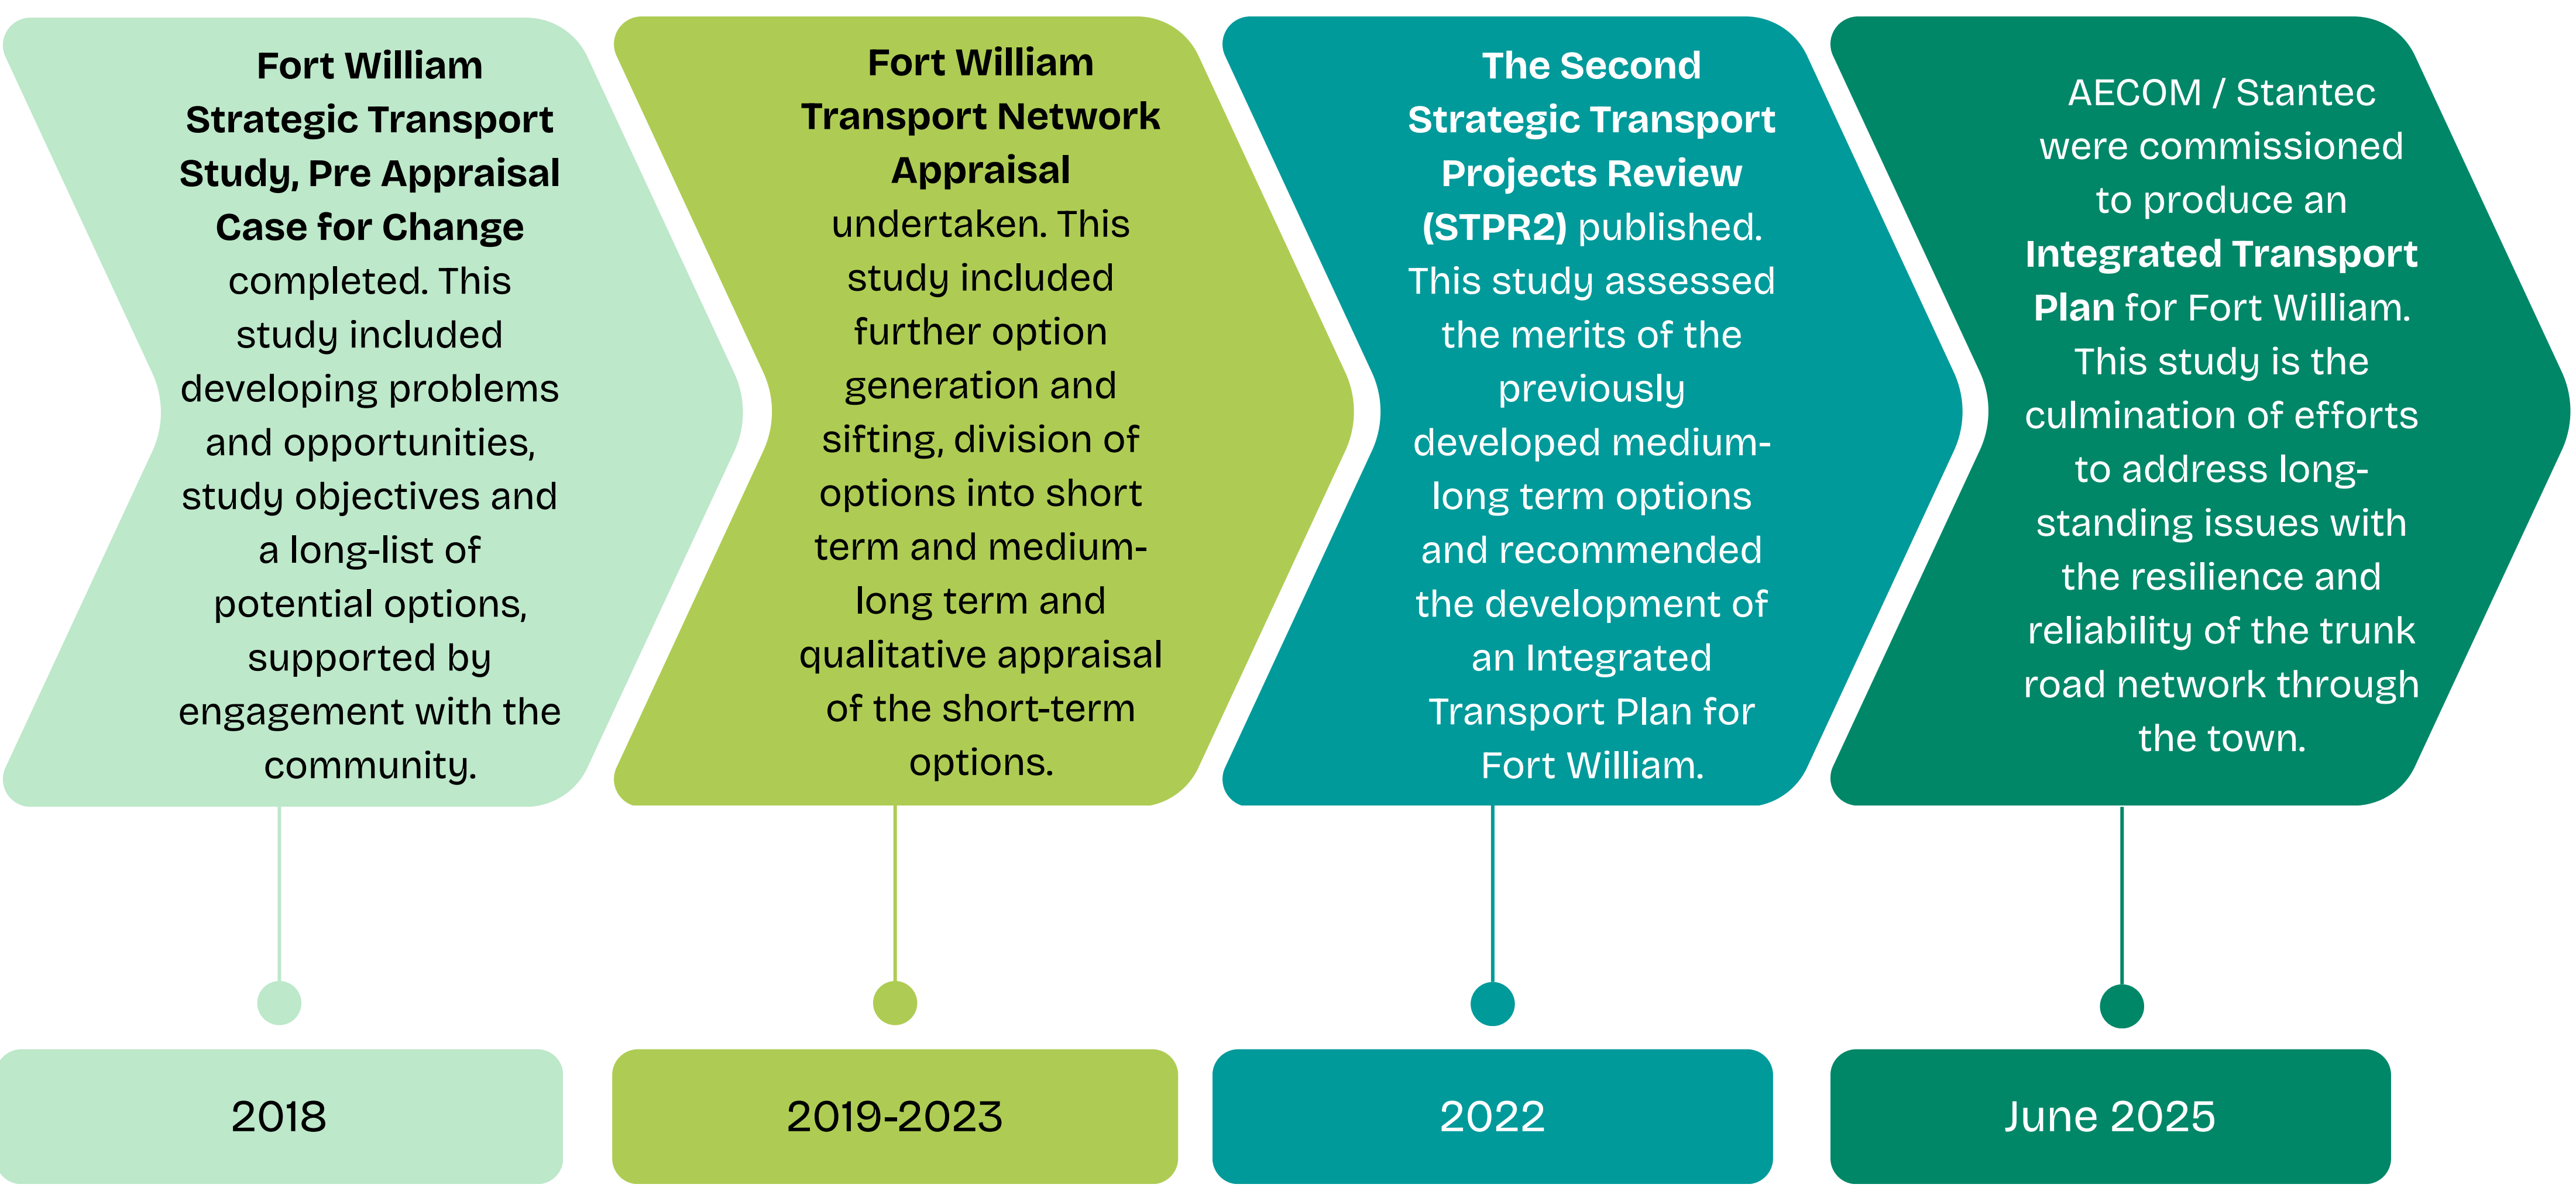 Fort William
Strategic Transport
Study, Pre Appraisal
Case for Change
completed. This
study included
developing problems
and opportunities,
study objectives and
a long-list of
potential options,
supported by
engagement with the
community.
Fort William
Transport Network
Appraisal
undertaken. This
study included
further option
generation and
sifting, division of
options into short
term and medium-
long term and
qualitative appraisal
of the short-term
options.
The Second
Strategic Transport
Projects Review
(STPR2) published.
This study assessed
the merits of the
previously
developed medium-
long term options
and recommended
the development of
an Integrated
Transport Plan for
Fort William.
AECOM / Stantec
were commissioned
to produce an
Integrated Transport
Plan for Fort William.
This study is the
culmination of efforts
to address long-
standing issues with
the resilience and
reliability of the trunk
road network through
the town.
2018
2019-2023
2022
June 2025